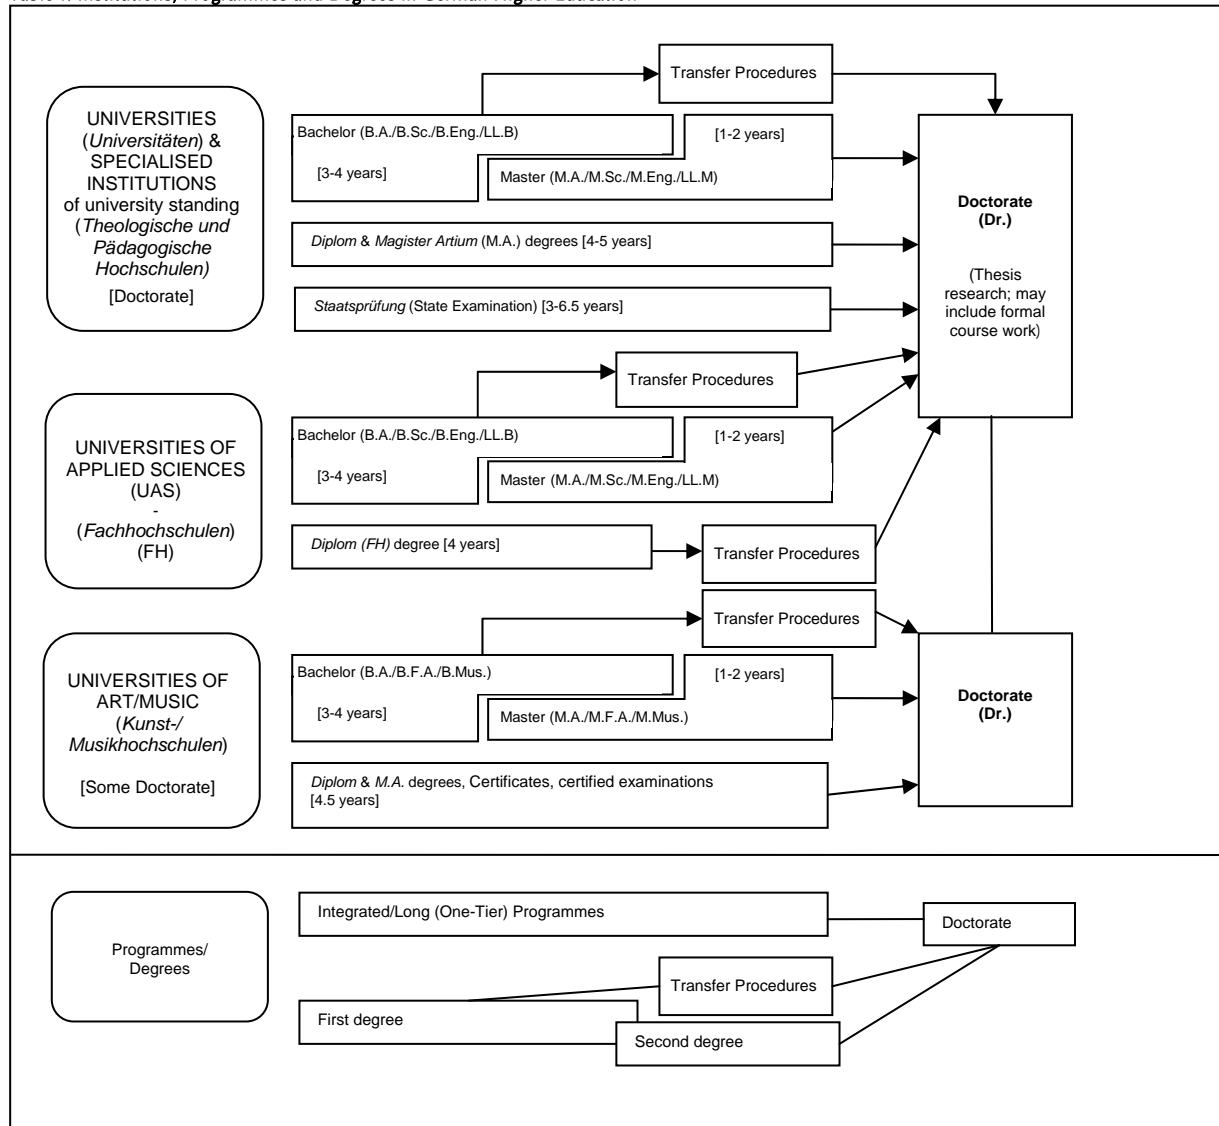 Table 1: Institutions, Programmes and Degrees in German Higher Education
Transfer Procedures
UNIVERSITIES
(Universitäten) &
SPECIALISED
INSTITUTIONS
of university standing
(Theologische und
Pädagogische
Hochschulen)
[Doctorate]
Bachelor (B.A./B.Sc./B.Eng./LL.B)
[3-4 years]
[1-2 years]
Master (M.A./M.Sc./M.Eng./LL.M)
Diplom & Magister Artium (M.A.) degrees [4-5 years]
Staatsprüfung (State Examination) [3-6.5 years]
Doctorate
(Dr.)
(Thesis
research; may
include formal
course work)
Transfer Procedures
UNIVERSITIES OF
APPLIED SCIENCES
(UAS)
-
(Fachhochschulen)
(FH)
Bachelor (B.A./B.Sc./B.Eng./LL.B)
[3-4 years]
[1-2 years]
Master (M.A./M.Sc./M.Eng./LL.M)
Diplom (FH) degree [4 years]
Transfer Procedures
Transfer Procedures
UNIVERSITIES OF
ART/MUSIC
(Kunst-/
Musikhochschulen)
[Some Doctorate]
Bachelor (B.A./B.F.A./B.Mus.)
[3-4 years]
[1-2 years]
Master (M.A./M.F.A./M.Mus.)
Diplom & M.A. degrees, Certificates, certified examinations
[4.5 years]
Doctorate
(Dr.)
Programmes/
Degrees
Integrated/Long (One-Tier) Programmes
Doctorate
Transfer Procedures
First degree
Second degree